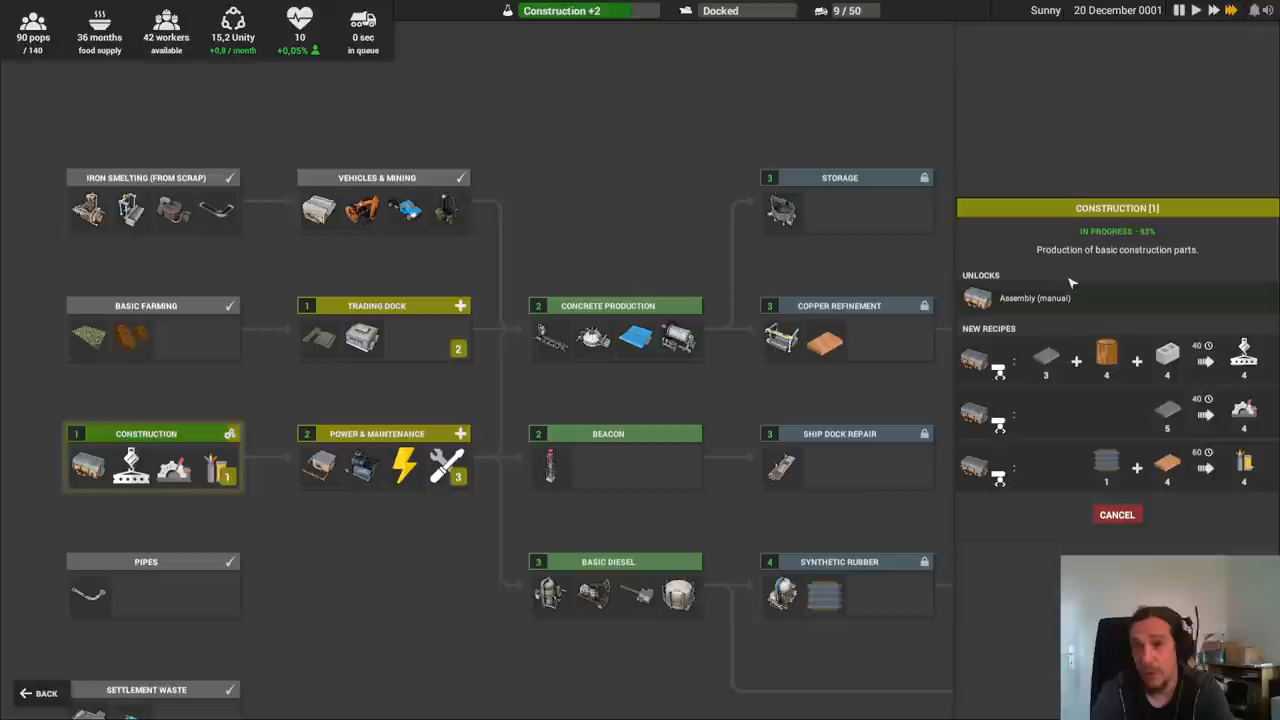 Construction +2
Docked
9 / 50
Sunny
20 December 0001
90 pops
/ 140
36 months
food supply
42 workers
available
15,2 Unity
+0,8 / month
10
+0,05%
0 sec
in queue
IRON SMELTING (FROM SCRAP)
VEHICLES & MINING
3 STORAGE
BASIC FARMING
1 TRADING DOCK
2
2 CONCRETE PRODUCTION
3 COPPER REFINEMENT
1 CONSTRUCTION
1
2 POWER & MAINTENANCE
3
2 BEACON
3 SHIP DOCK REPAIR
PIPES
3 BASIC DIESEL
4 SYNTHETIC RUBBER
SETTLEMENT WASTE
BACK
CONSTRUCTION [1]
IN PROGRESS - 93%
Production of basic construction parts.
UNLOCKS
Assembly (manual)
NEW RECIPES
: 3 + 4 + 4 40 4
: 5 40 4
: 1 + 4 60 4
CANCEL